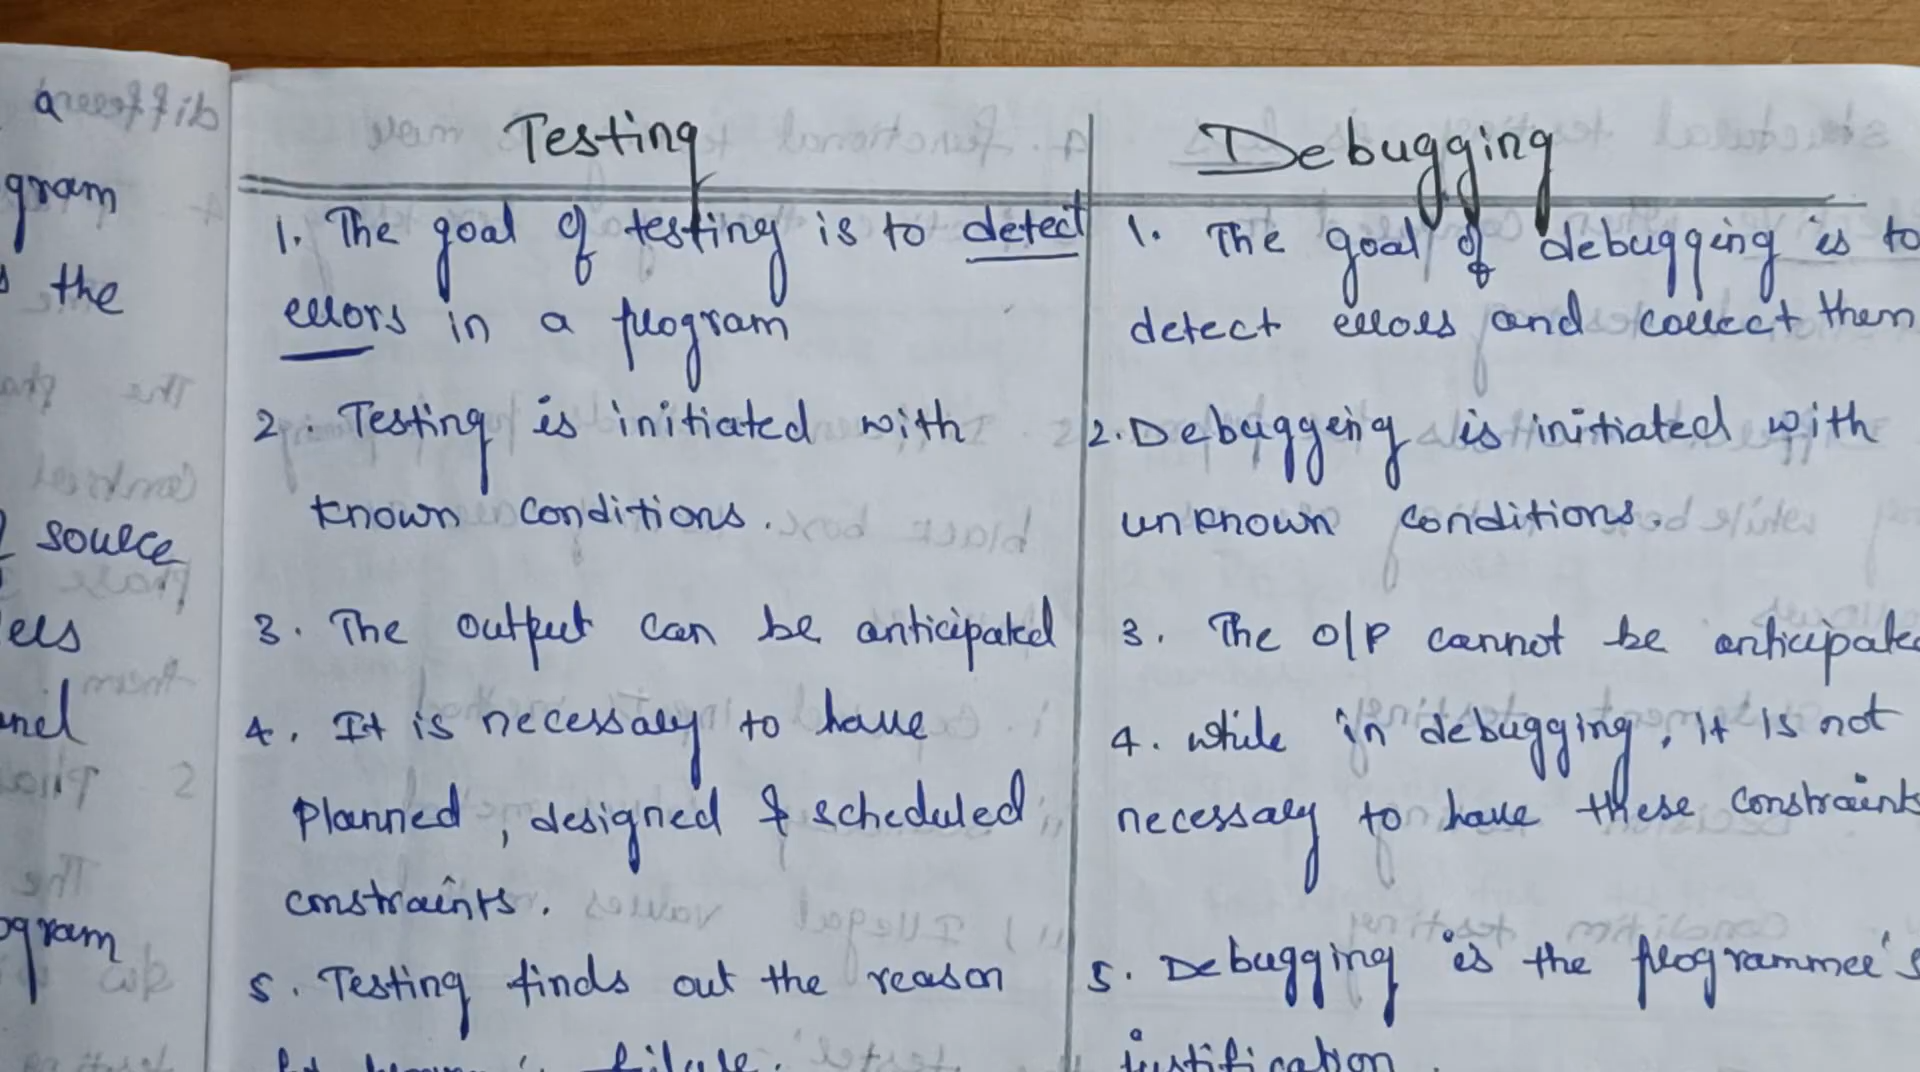 gram
the
source
Testing
1. The goal of testing is to detect
errors in a program
2. Testing is initiated with
known conditions.
3. The output can be anticipated
4. It is necessary to have
planned, designed & scheduled
constraints.
5. Testing finds out the reason
Debugging
1. The goal of debugging is to
detect errors and correct them
2. Debugging is initiated with
unknown conditions.
3. The O/P cannot be anticipate
4. while in debugging, it is not
necessary to have these constraints
5. Debugging is the programmer's
justification.